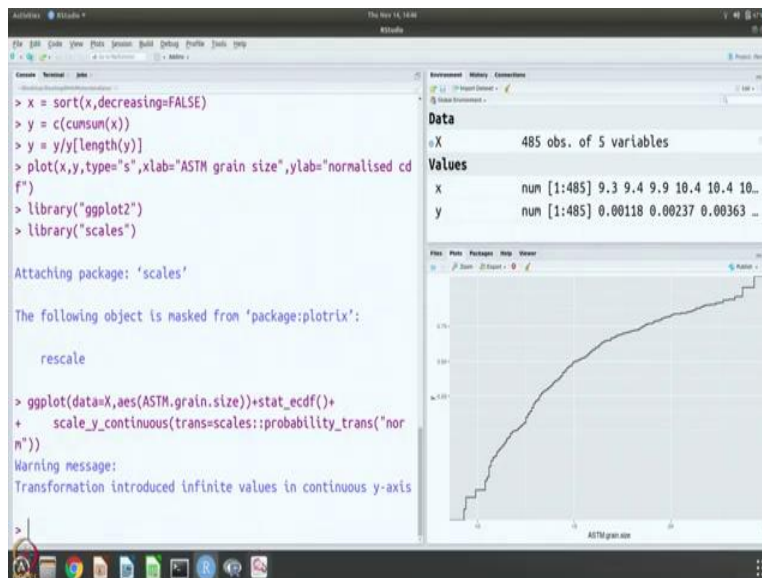 Activities RStudio Thu Nov 14,
RStudio
File Edit Code View Plots Session Build Debug Profile Tools Help
Console Terminal Jobs
> x = sort(x,decreasing=FALSE)
> y = c(cumsum(x))
> y = y/y[length(y)]
> plot(x,y,type="s",xlab="ASTM grain size",ylab="normalised cd
f")
> library("ggplot2")
> library("scales")
Attaching package: ‘scales’
The following object is masked from ‘package:plotrix’:
rescale
> ggplot(data=X,aes(ASTM.grain.size))+stat_ecdf()+
+ scale_y_continuous(trans=scales::probability_trans("nor
m"))
Warning message:
Transformation introduced infinite values in continuous y-axis
>
Environment History Connections
Import Dataset
Global Environment
Data
X 485 obs. of 5 variables
Values
x num [1:485] 9.3 9.4 9.9 10.4 10.4 10…
y num [1:485] 0.00118 0.00237 0.00363 …
Files Plots Packages Help Viewer
Zoom Export Publish
ASTM.grain.size